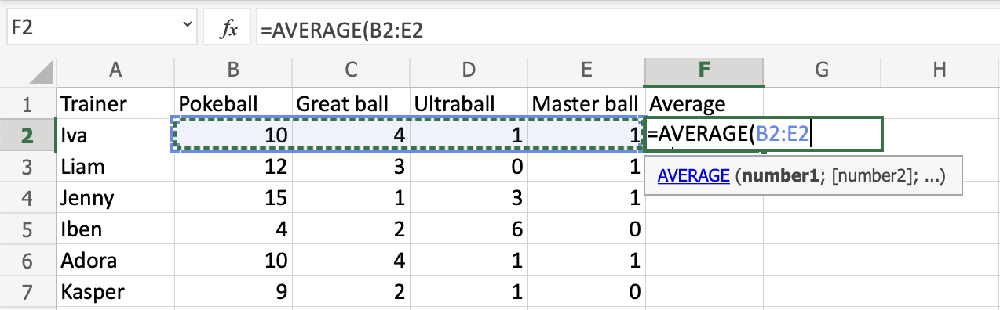 F2 fx =AVERAGE(B2:E2
A B C D E F G H
1 Trainer Pokeball Great ball Ultraball Master ball Average
2 Iva 10 4 1 1 =AVERAGE(B2:E2
3 Liam 12 3 0 1
AVERAGE (number1; [number2]; ...)
4 Jenny 15 1 3 1
5 Iben 4 2 6 0
6 Adora 10 4 1 1
7 Kasper 9 2 1 0